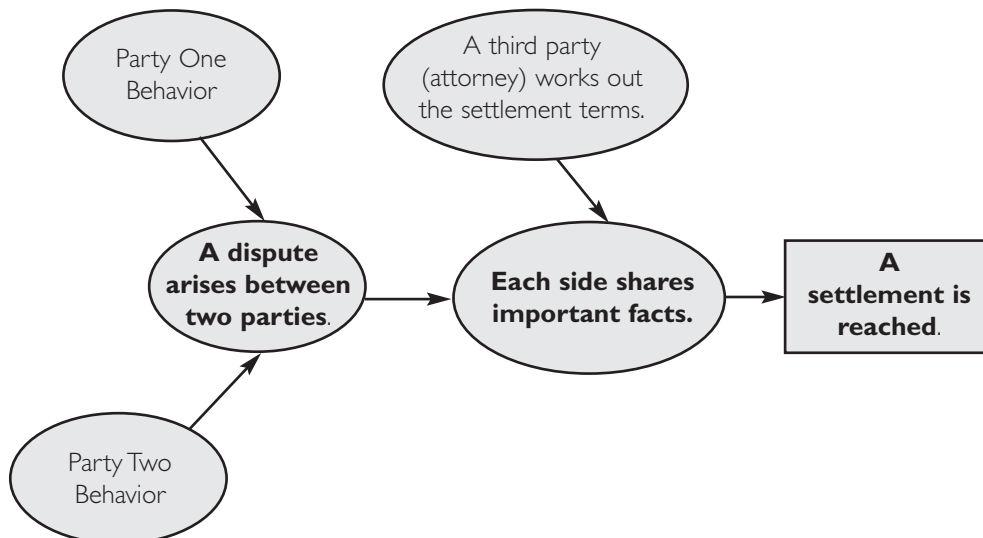 Party One
Behavior
A third party
(attorney) works out
the settlement terms.
A dispute
arises between
two parties.
Each side shares
important facts.
A
settlement is
reached.
Party Two
Behavior